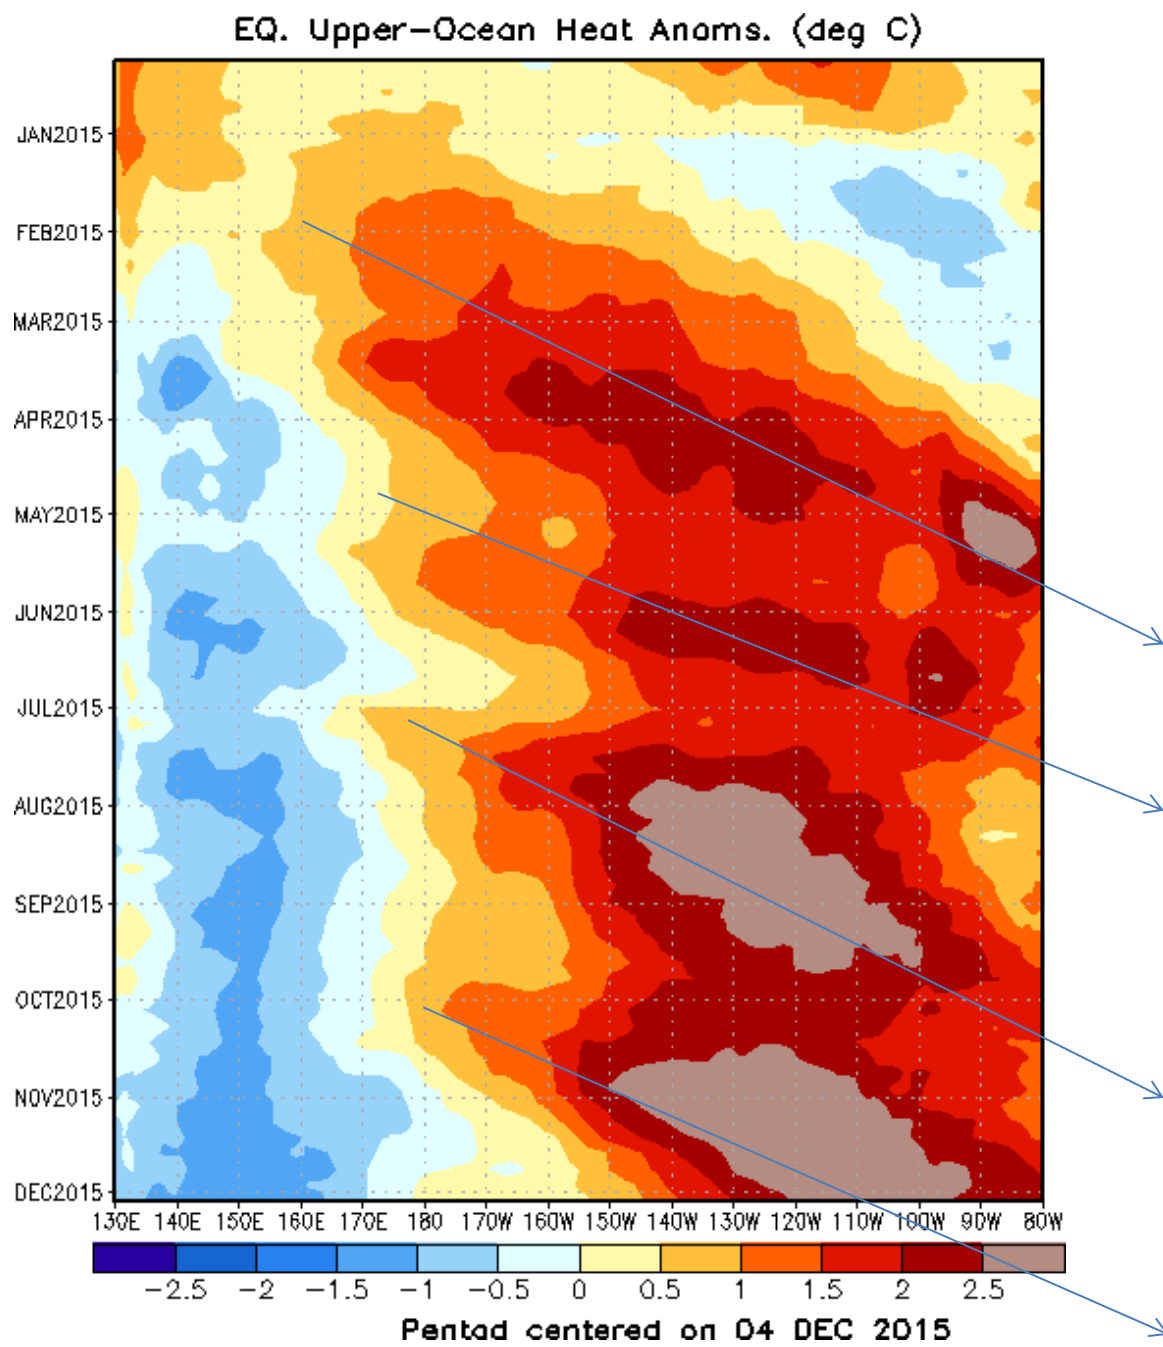 EQ. Upper-Ocean Heat Anoms. (deg C)
JAN2015
FEB2015
MAR2015
APR2015
MAY2015
JUN2015
JUL2015
AUG2015
SEP2015
OCT2015
NOV2015
DEC2015
130E 140E 150E 160E 170E 180 170W 160W 150W 140W 130W 120W 110W 100W 90W 80W
-2.5 -2 -1.5 -1 -0.5 0 0.5 1 1.5 2 2.5
Pentad centered on 04 DEC 2015